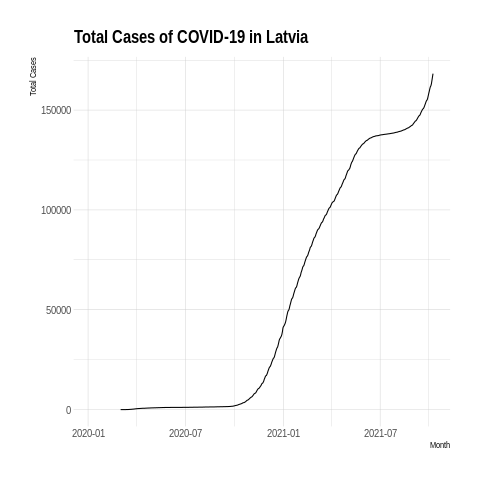 Total Cases of COVID-19 in Latvia
Total Cases
150000
100000
50000
0
2020-01 2020-07 2021-01 2021-07
Month